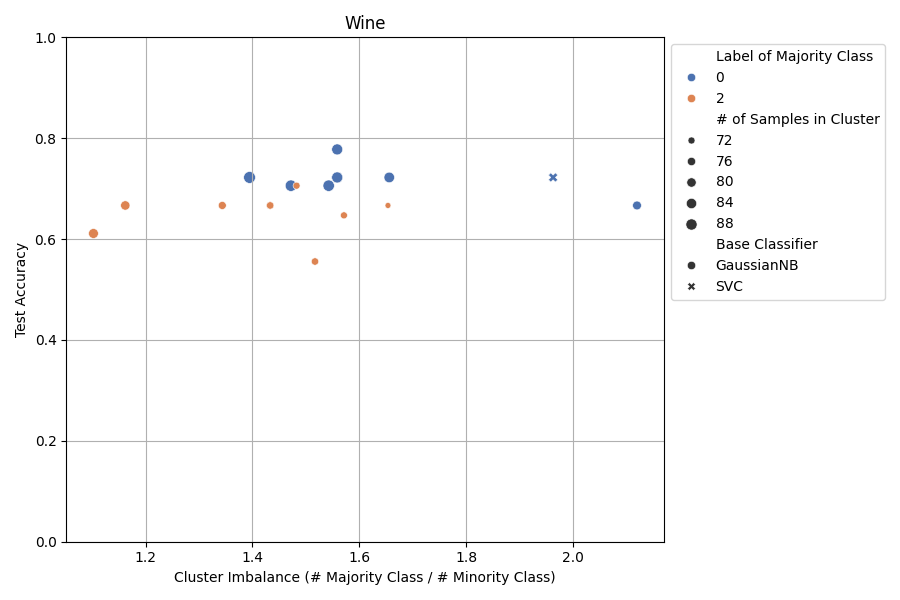 Wine
1.0
0.8
0.6
0.4
0.2
0.0
Test Accuracy
1.2
1.4
1.6
1.8
2.0
Cluster Imbalance (# Majority Class / # Minority Class)
Label of Majority Class
0
2
# of Samples in Cluster
72
76
80
84
88
Base Classifier
GaussianNB
SVC